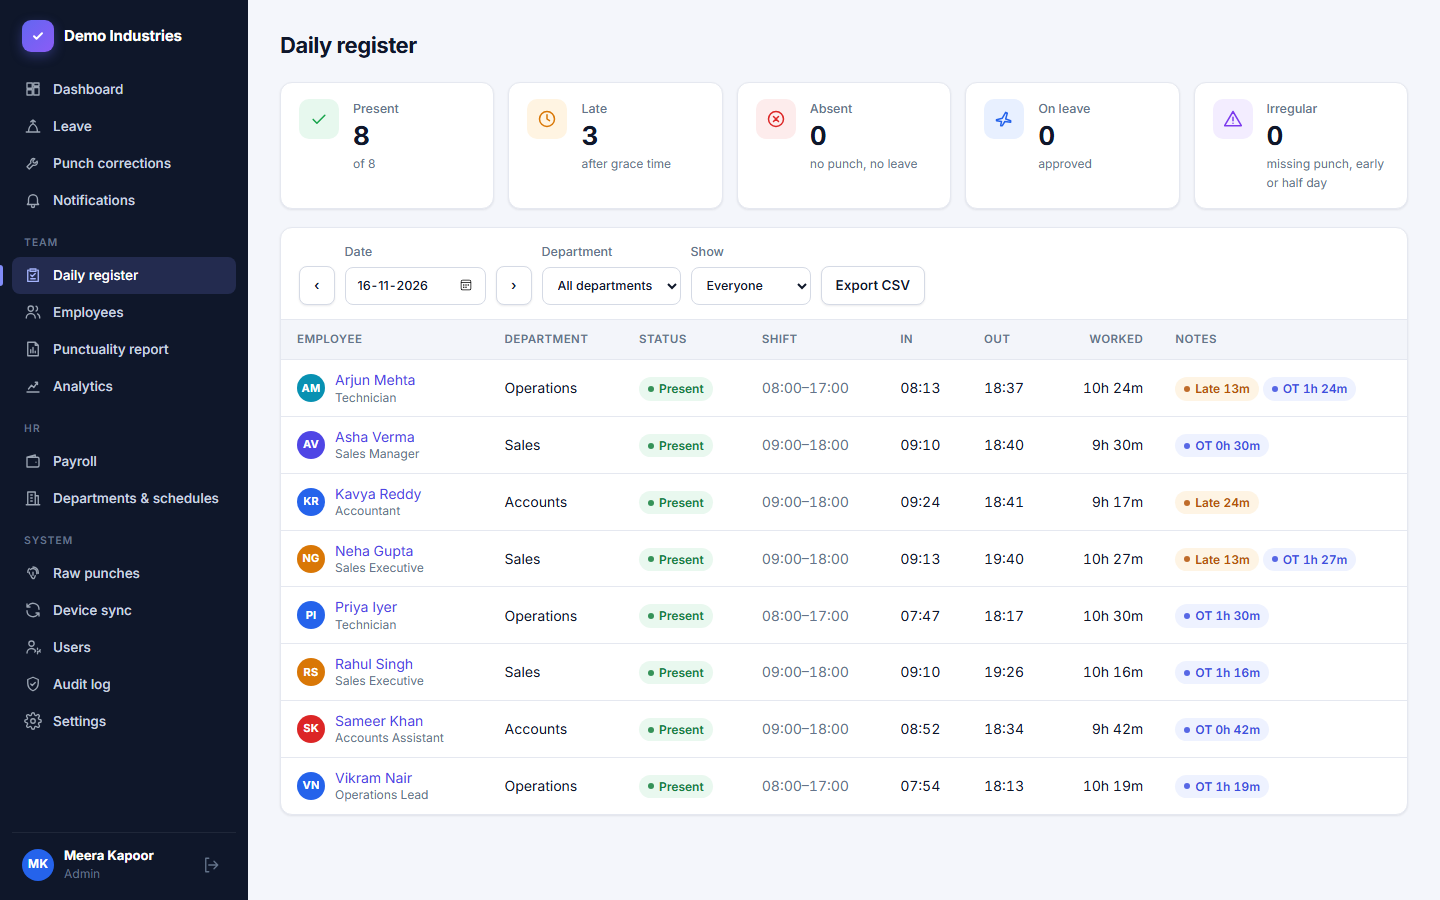 Demo Industries
Dashboard
Leave
Punch corrections
Notifications
TEAM
Daily register
Employees
Punctuality report
Analytics
HR
Payroll
Departments & schedules
SYSTEM
Raw punches
Device sync
Users
Audit log
Settings
MK Meera Kapoor
Admin
Daily register
Present
8
of 8
Late
3
after grace time
Absent
0
no punch, no leave
On leave
0
approved
Irregular
0
missing punch, early
or half day
Date Department Show
‹ 16-11-2026 › All departments Everyone Export CSV
EMPLOYEE DEPARTMENT STATUS SHIFT IN OUT WORKED NOTES
AM Arjun Mehta Operations Present 08:00–17:00 08:13 18:37 10h 24m Late 13m OT 1h 24m
Technician
AV Asha Verma Sales Present 09:00–18:00 09:10 18:40 9h 30m OT 0h 30m
Sales Manager
KR Kavya Reddy Accounts Present 09:00–18:00 09:24 18:41 9h 17m Late 24m
Accountant
NG Neha Gupta Sales Present 09:00–18:00 09:13 19:40 10h 27m Late 13m OT 1h 27m
Sales Executive
PI Priya Iyer Operations Present 08:00–17:00 07:47 18:17 10h 30m OT 1h 30m
Technician
RS Rahul Singh Sales Present 09:00–18:00 09:10 19:26 10h 16m OT 1h 16m
Sales Executive
SK Sameer Khan Accounts Present 09:00–18:00 08:52 18:34 9h 42m OT 0h 42m
Accounts Assistant
VN Vikram Nair Operations Present 08:00–17:00 07:54 18:13 10h 19m OT 1h 19m
Operations Lead